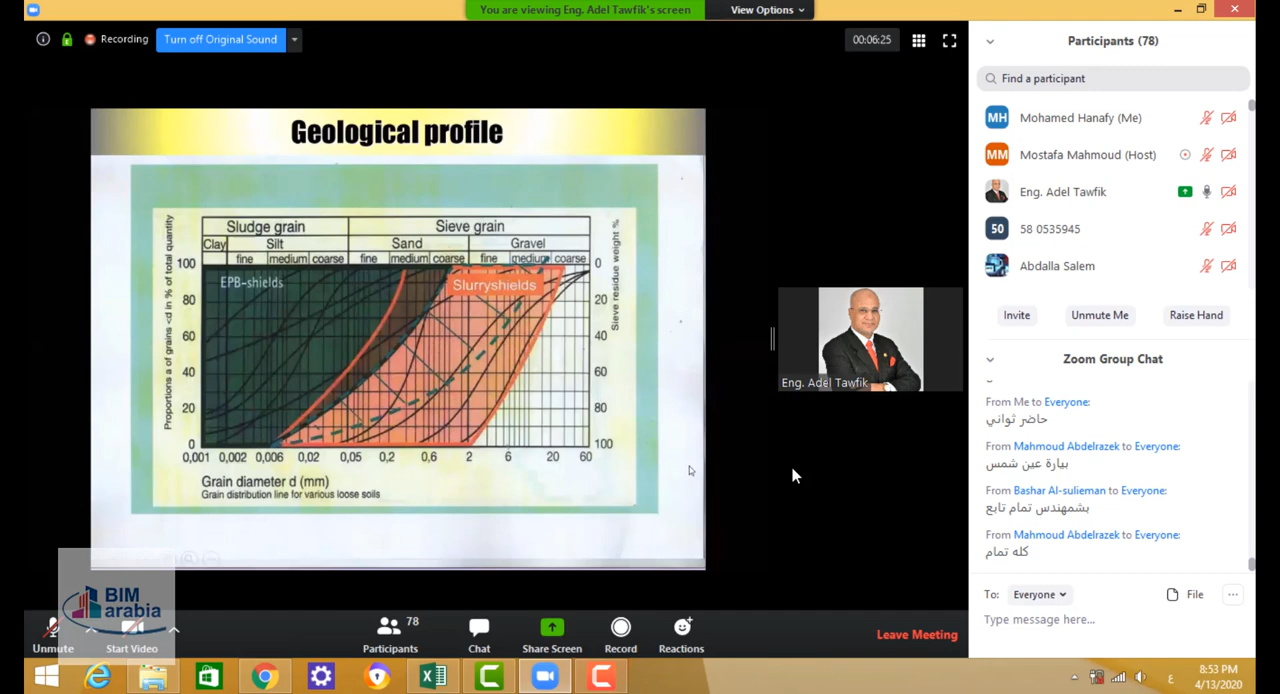 You are viewing Eng. Adel Tawfik's screen
View Options
Recording
Turn off Original Sound
00:06:25
Geological profile
Sludge grain
Sieve grain
Clay
Silt
Sand
Gravel
fine
medium
coarse
fine
medium
coarse
fine
medium
coarse
Proportions a of grains <d in % of total quantity
Sieve residue weight %
100
80
60
40
20
0
EPB-shields
Slurryshields
0
20
40
60
80
100
0,001 0,002 0,006 0,02 0,05 0,2 0,6 2 6 20 60
Grain diameter d (mm)
Grain distribution line for various loose soils
Eng. Adel Tawfik
BIM
arabia
Participants (78)
Find a participant
MH Mohamed Hanafy (Me)
MM Mostafa Mahmoud (Host)
Eng. Adel Tawfik
50 58 0535945
Abdalla Salem
Invite
Unmute Me
Raise Hand
Zoom Group Chat
From Me to Everyone:
حاضر ثواني
From Mahmoud Abdelrazek to Everyone:
بيارة عين شمس
From Bashar Al-sulieman to Everyone:
بشمهندس تمام تابع
From Mahmoud Abdelrazek to Everyone:
كله تمام
To: Everyone
File
Type message here...
Unmute
Start Video
78
Participants
Chat
Share Screen
Record
Reactions
Leave Meeting
ع
8:53 PM
4/13/2020